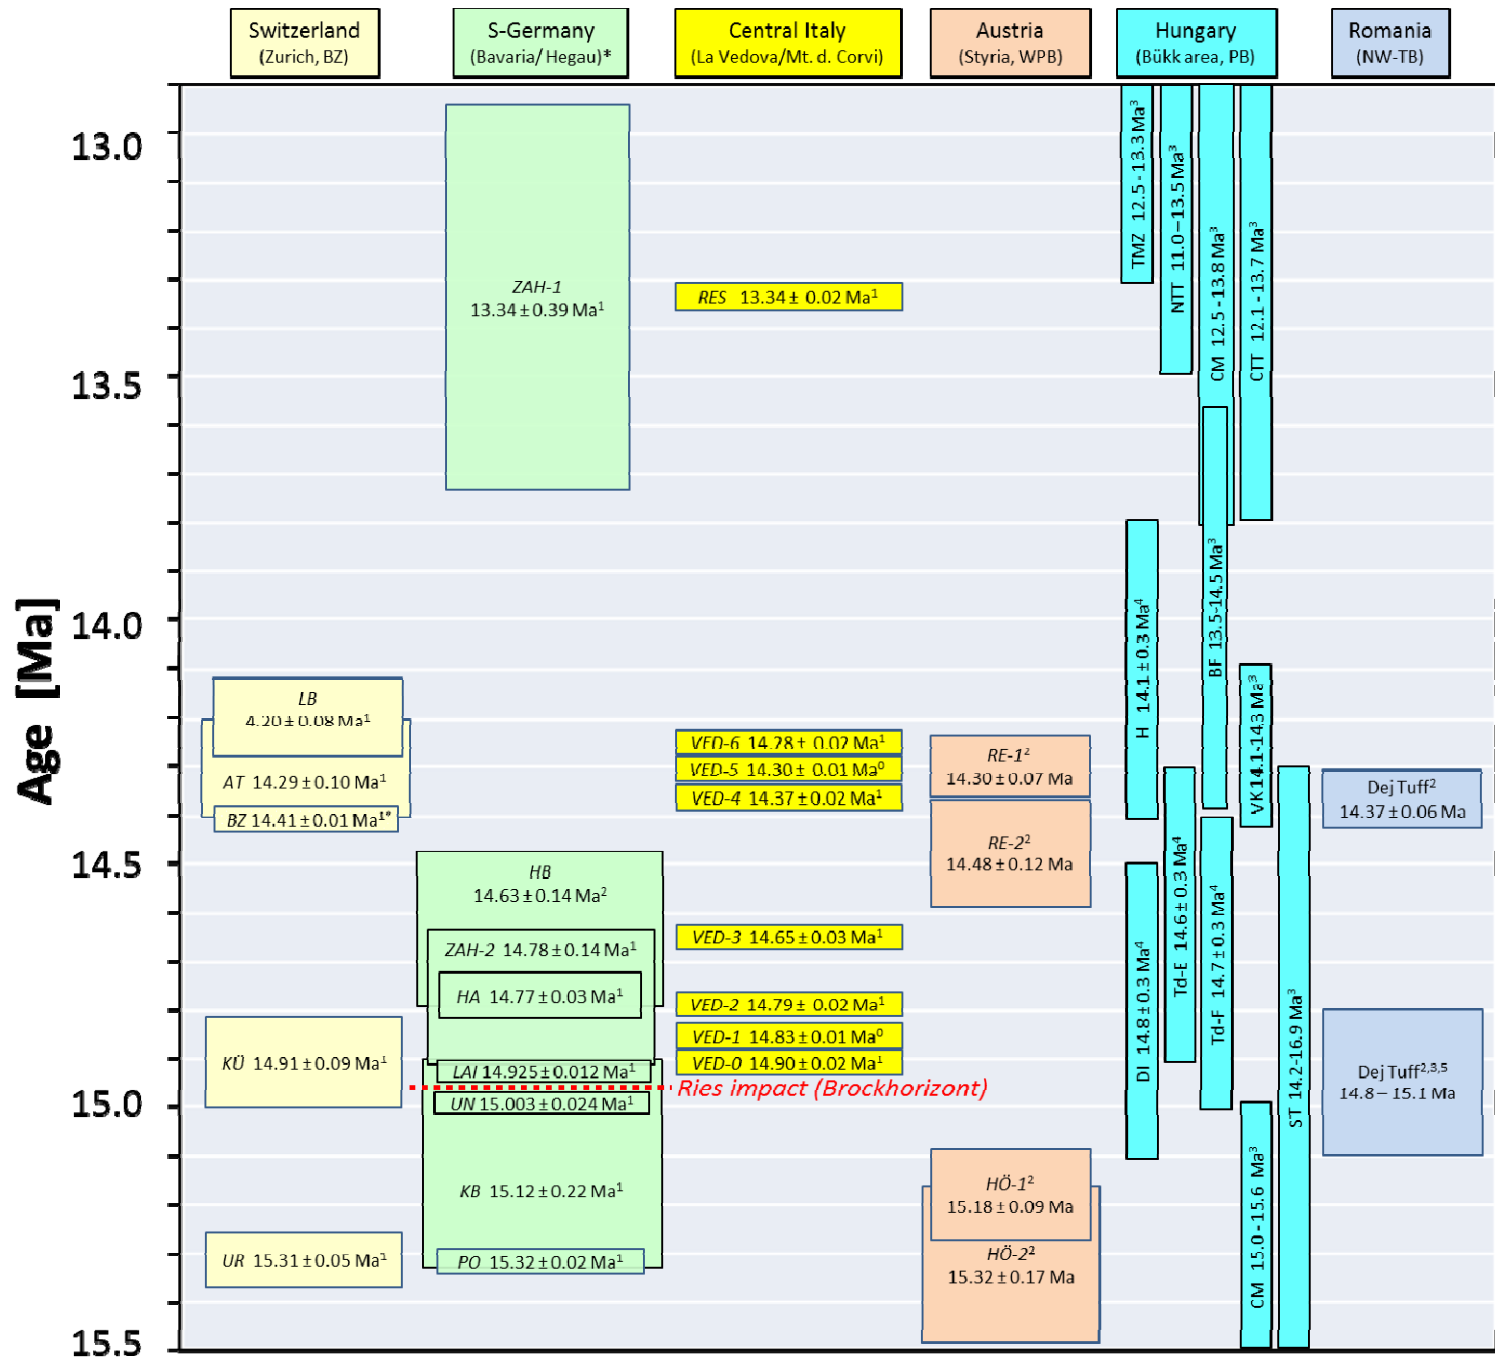 Switzerland
(Zurich, BZ)
S-Germany
(Bavaria/Hegau)*
Central Italy
(La Vedova/Mt. d. Corvi)
Austria
(Styria, WPB)
Hungary
(Bükk area, PB)
Romania
(NW-TB)
Age [Ma]
13.0
13.5
14.0
14.5
15.0
15.5
LB
4.20±0.08 Ma¹
AT 14.29±0.10 Ma¹
BZ 14.41±0.01 Ma¹*
KÜ 14.91±0.09 Ma¹
UR 15.31±0.05 Ma¹
ZAH-1
13.34±0.39 Ma¹
HB
14.63±0.14 Ma²
ZAH-2 14.78±0.14 Ma¹
HA 14.77±0.03 Ma¹
LAI 14.925±0.012 Ma¹
UN 15.003±0.024 Ma¹
KB 15.12±0.22 Ma¹
PO 15.32±0.02 Ma¹
RES 13.34± 0.02 Ma¹
VED-6 14.28± 0.02 Ma¹
VED-5 14.30± 0.01 Ma⁰
VED-4 14.37±0.02 Ma¹
VED-3 14.65±0.03 Ma¹
VED-2 14.79± 0.02 Ma¹
VED-1 14.83±0.01 Ma⁰
VED-0 14.90±0.02 Ma¹
Ries impact (Brockhorizont)
RE-1²
14.30±0.07 Ma
RE-2²
14.48±0.12 Ma
HÖ-1²
15.18±0.09 Ma
HÖ-2²
15.32±0.17 Ma
TMZ 12.5-13.3 Ma³
NTT 11.0–13.5 Ma³
CM 12.5-13.8 Ma³
CTT 12.1-13.7 Ma³
H 14.1±0.3 Ma⁴
BF 13.5-14.5 Ma³
VK14.1-14.3 Ma³
DI 14.8±0.3 Ma⁴
Td-E 14.6±0.3 Ma⁴
Td-F 14.7±0.3 Ma⁴
ST 14.2-16.9 Ma³
CM 15.0-15.6 Ma³
Dej Tuff²
14.37±0.06 Ma
Dej Tuff²,³,⁵
14.8– 15.1 Ma